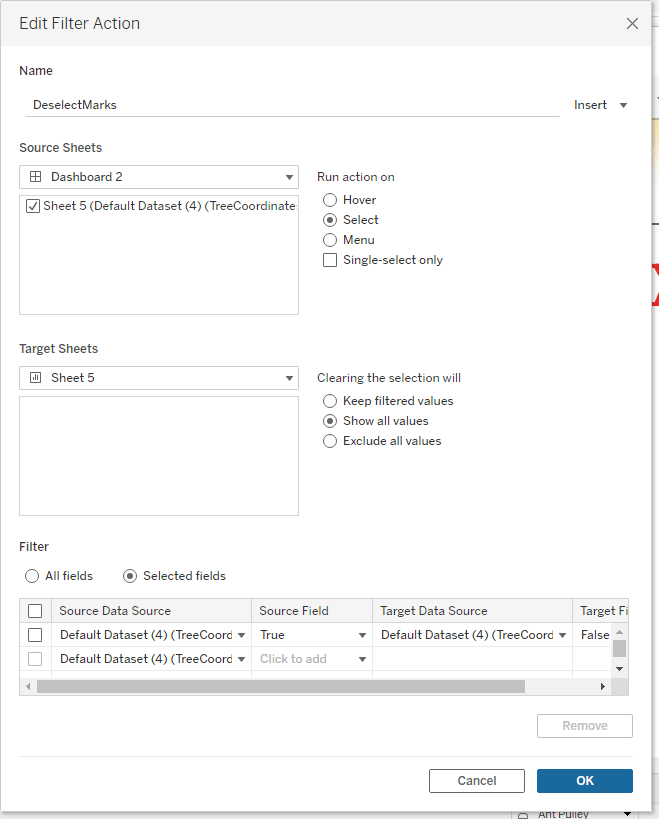 Edit Filter Action
Name
DeselectMarks
Insert
Source Sheets
Dashboard 2
Sheet 5 (Default Dataset (4) (TreeCoordinate
Run action on
Hover
Select
Menu
Single-select only
Target Sheets
Sheet 5
Clearing the selection will
Keep filtered values
Show all values
Exclude all values
Filter
All fields
Selected fields
Source Data Source Source Field Target Data Source Target Fi
Default Dataset (4) (TreeCoord True Default Dataset (4) (TreeCoord False
Default Dataset (4) (TreeCoord Click to add
Remove
Cancel
OK
Ant Pulley